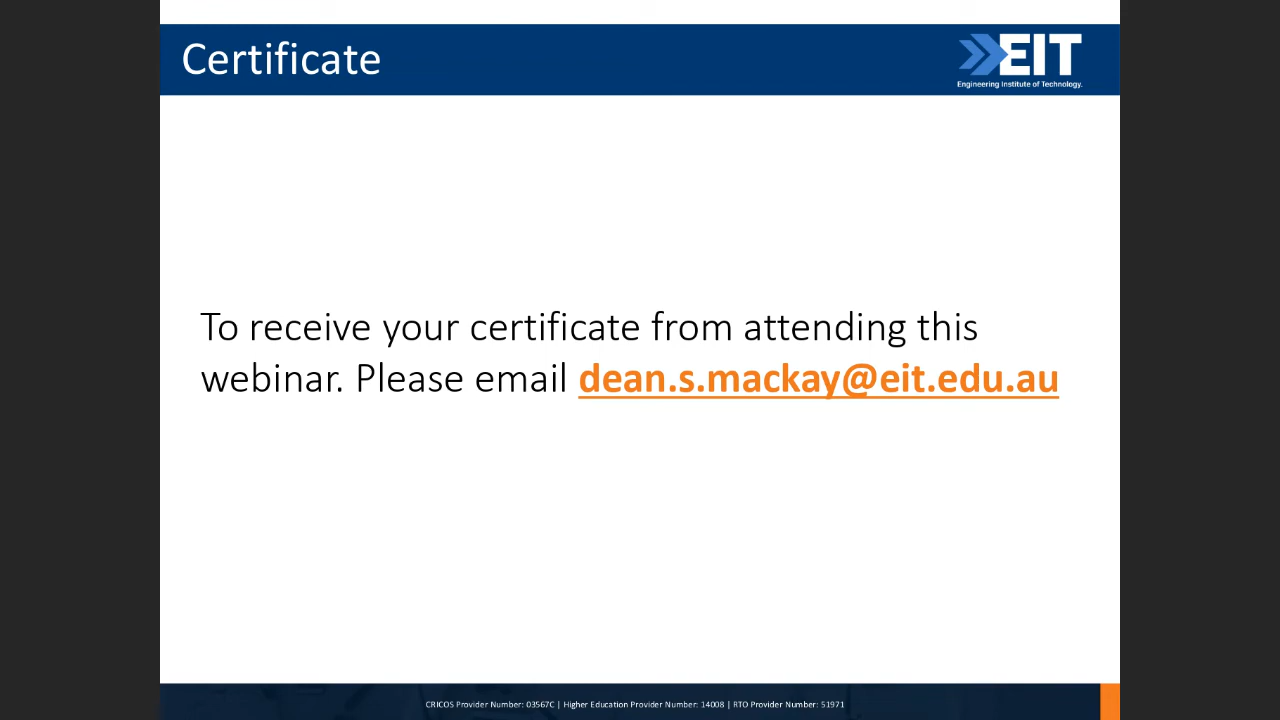 Certificate
EIT
Engineering Institute of Technology.
To receive your certificate from attending this
webinar. Please email dean.s.mackay@eit.edu.au
CRICOS Provider Number: 03567C | Higher Education Provider Number: 14008 | RTO Provider Number: 51971